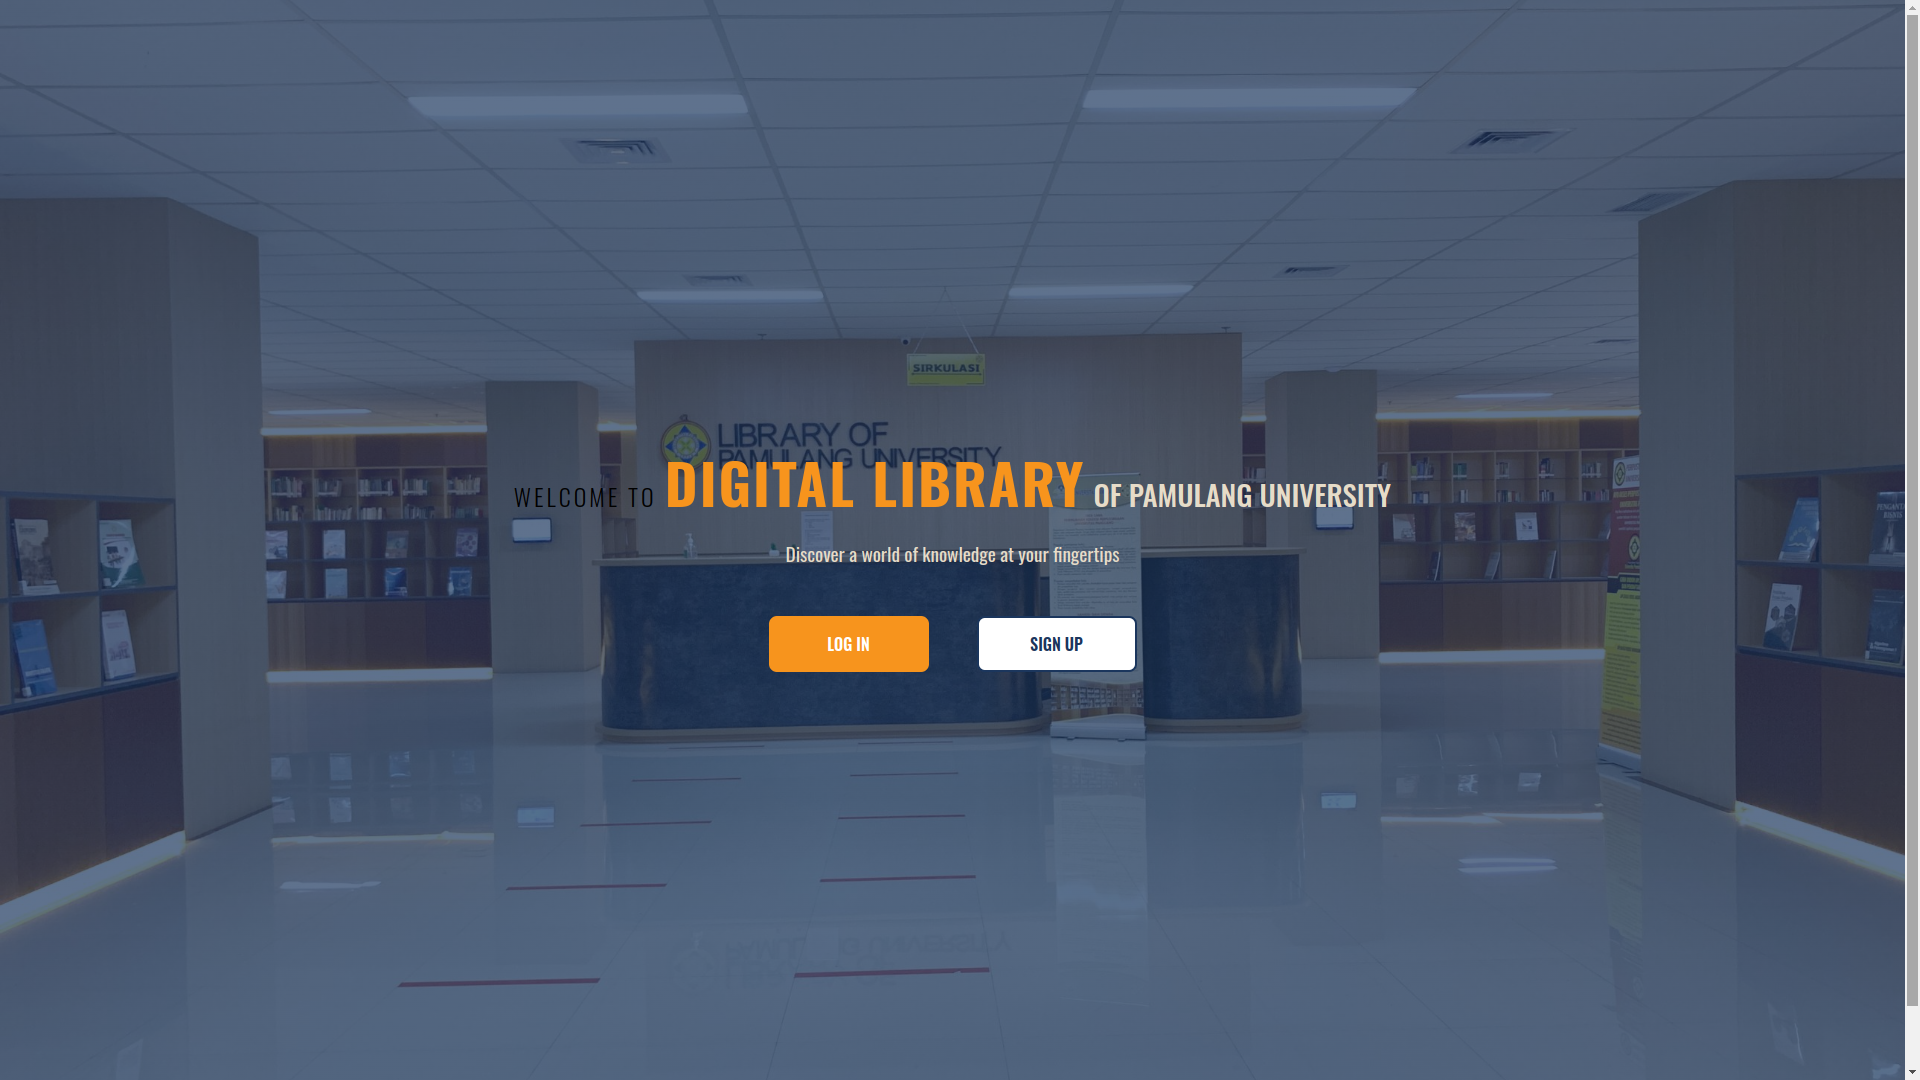 SIRKULASI
LIBRARY OF
PAMULANG UNIVERSITY
WELCOME TO DIGITAL LIBRARY OF PAMULANG UNIVERSITY
Discover a world of knowledge at your fingertips
LOG IN
SIGN UP